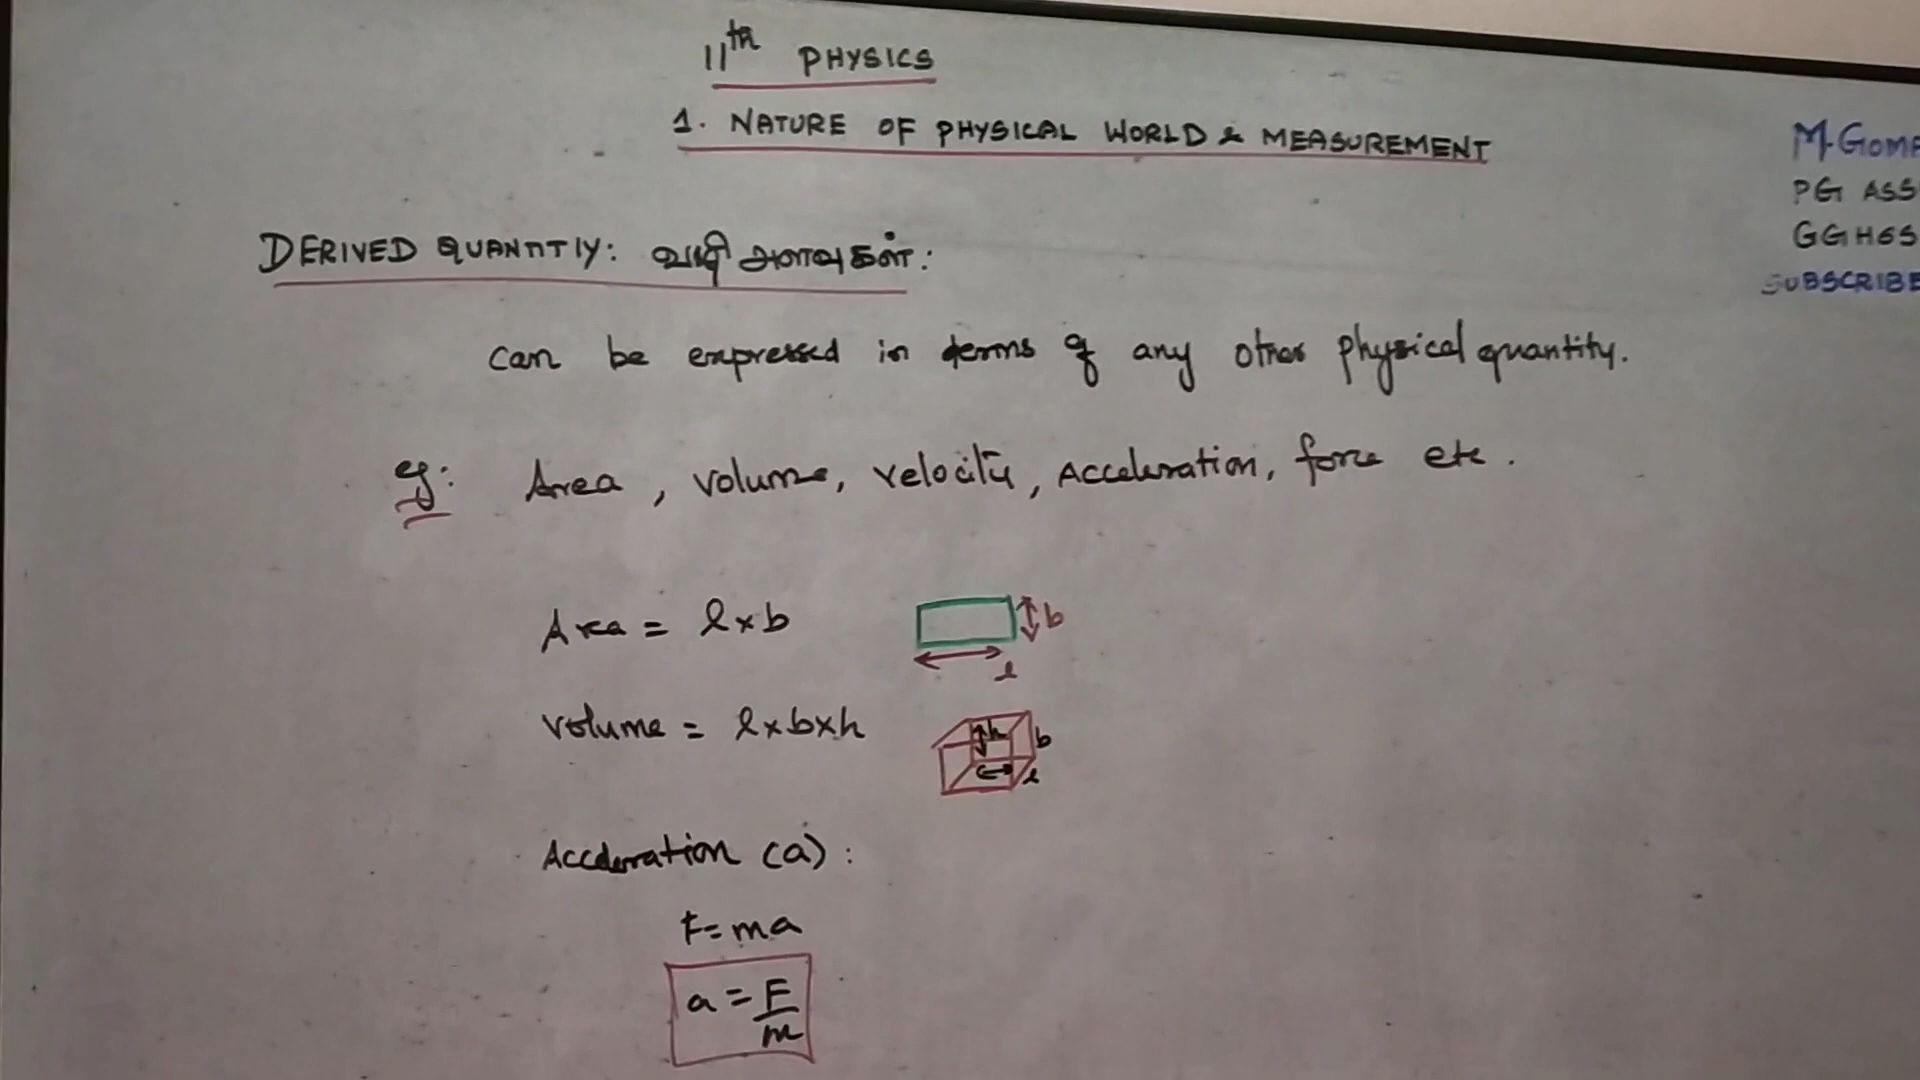 11th PHYSICS
1. NATURE OF PHYSICAL WORLD & MEASUREMENT
M.GOM
PG ASS
GGHSS
SUBSCRIBE
DERIVED QUANTITY: வழி அளவுகள்:
can be expressed in terms of any other physical quantity.
eg: Area, volume, velocity, Acceleration, force etc.
Area = l×b
b
l
volume = l×b×h
h
b
l
Acceleration (a):
F=ma
a = F/m